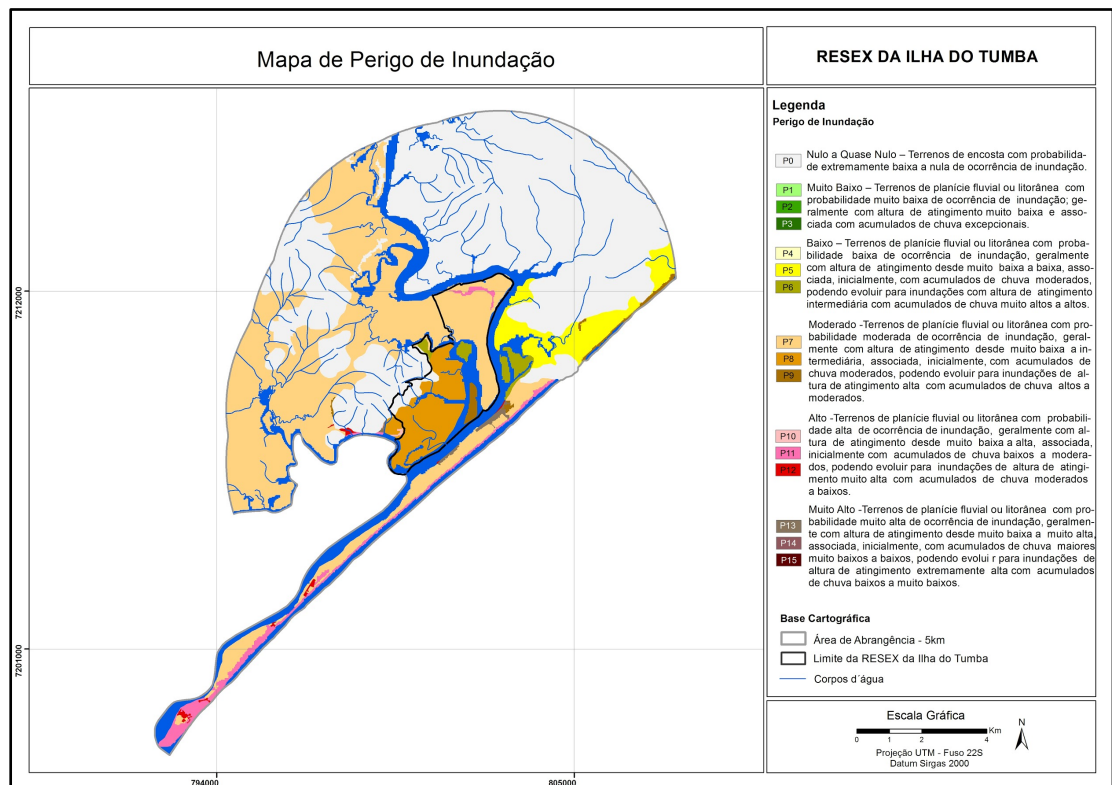 Mapa de Perigo de Inundação
RESEX DA ILHA DO TUMBA
Legenda
Perigo de Inundação
P0
Nulo a Quase Nulo – Terrenos de encosta com probabilida-
de extremamente baixa a nula de ocorrência de inundação.
P1
P2
P3
Muito Baixo – Terrenos de planície fluvial ou litorânea com
probabilidade muito baixa de ocorrência de inundação; ge-
ralmente com altura de atingimento muito baixa e asso-
ciada com acumulados de chuva excepcionais.
P4
P5
P6
Baixo – Terrenos de planície fluvial ou litorânea com proba-
bilidade baixa de ocorrência de inundação, geralmente
com altura de atingimento desde muito baixa a baixa, asso-
ciada, inicialmente, com acumulados de chuva moderados,
podendo evoluir para inundações com altura de atingimento
intermediária com acumulados de chuva muito altos a altos.
P7
P8
P9
Moderado -Terrenos de planície fluvial ou litorânea com pro-
babilidade moderada de ocorrência de inundação, geral-
mente com altura de atingimento desde muito baixa a in-
termediária, associada, inicialmente, com acumulados de
chuva moderados, podendo evoluir para inundações de al-
tura de atingimento alta com acumulados de chuva altos a
moderados.
P10
P11
P12
Alto -Terrenos de planície fluvial ou litorânea com probabili-
dade alta de ocorrência de inundação, geralmente com al-
tura de atingimento desde muito baixa a alta, associada,
inicialmente com acumulados de chuva baixos a modera-
dos, podendo evoluir para inundações de altura de atingi-
mento muito alta com acumulados de chuva moderados
a baixos.
P13
P14
P15
Muito Alto -Terrenos de planície fluvial ou litorânea com pro-
babilidade muito alta de ocorrência de inundação, geralmen-
te com altura de atingimento desde muito baixa a muito alta,
associada, inicialmente, com acumulados de chuva maiores
muito baixos a baixos, podendo evolui r para inundações de
altura de atingimento extremamente alta com acumulados
de chuva baixos a muito baixos.
Base Cartográfica
Área de Abrangência - 5km
Limite da RESEX da Ilha do Tumba
Corpos d´água
Escala Gráfica
Km
0 1 2 4
N
Projeção UTM - Fuso 22S
Datum Sirgas 2000
7212000
7201000
794000
805000